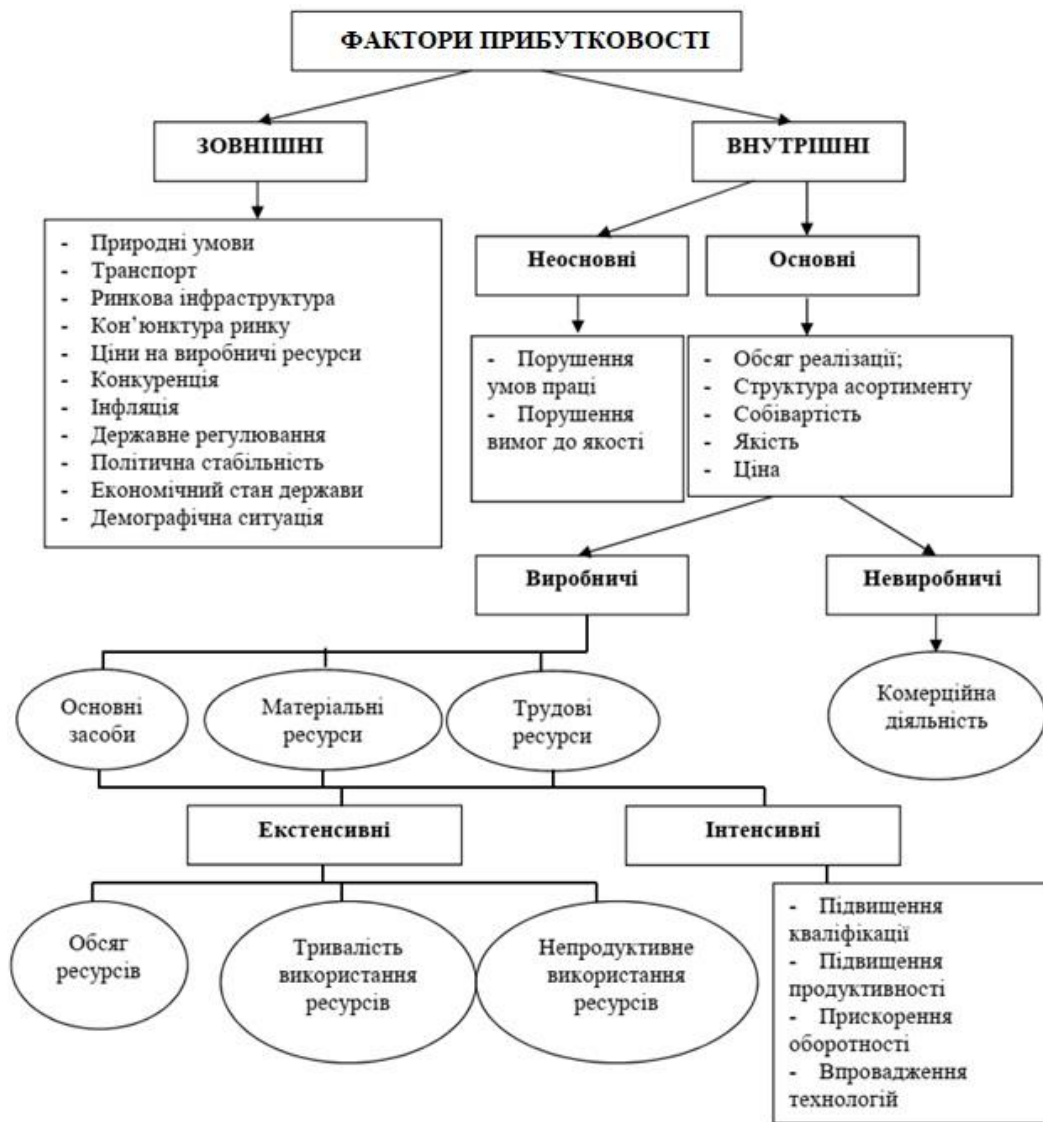 ФАКТОРИ ПРИБУТКОВОСТІ
ЗОВНІШНІ
ВНУТРІШНІ
- Природні умови
- Транспорт
- Ринкова інфраструктура
- Кон’юнктура ринку
- Ціни на виробничі ресурси
- Конкуренція
- Інфляція
- Державне регулювання
- Політична стабільність
- Економічний стан держави
- Демографічна ситуація
Неосновні
Основні
- Порушення
умов праці
- Порушення
вимог до якості
- Обсяг реалізації;
- Структура асортименту
- Собівартість
- Якість
- Ціна
Виробничі
Невиробничі
Основні
засоби
Матеріальні
ресурси
Трудові
ресурси
Комерційна
діяльність
Екстенсивні
Інтенсивні
Обсяг
ресурсів
Тривалість
використання
ресурсів
Непродуктивне
використання
ресурсів
- Підвищення
кваліфікації
- Підвищення
продуктивності
- Прискорення
оборотності
- Впровадження
технологій